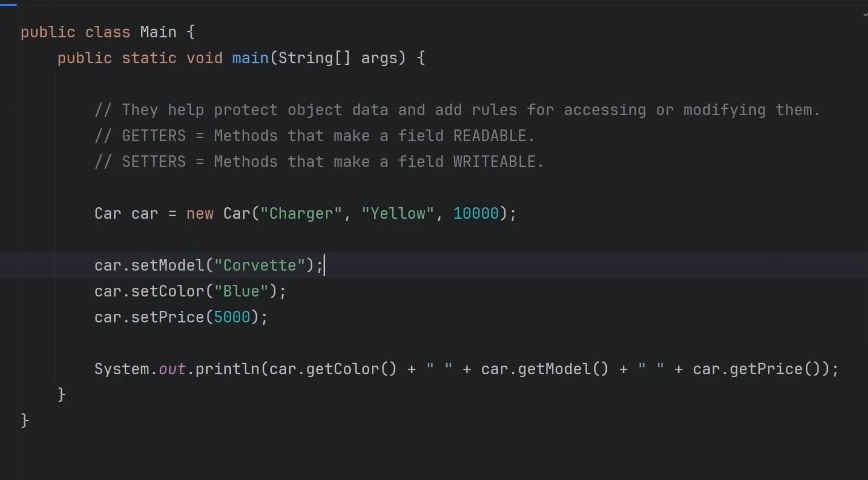 public class Main {
public static void main(String[] args) {
// They help protect object data and add rules for accessing or modifying them.
// GETTERS = Methods that make a field READABLE.
// SETTERS = Methods that make a field WRITEABLE.
Car car = new Car("Charger", "Yellow", 10000);
car.setModel("Corvette");
car.setColor("Blue");
car.setPrice(5000);
System.out.println(car.getColor() + " " + car.getModel() + " " + car.getPrice());
}
}